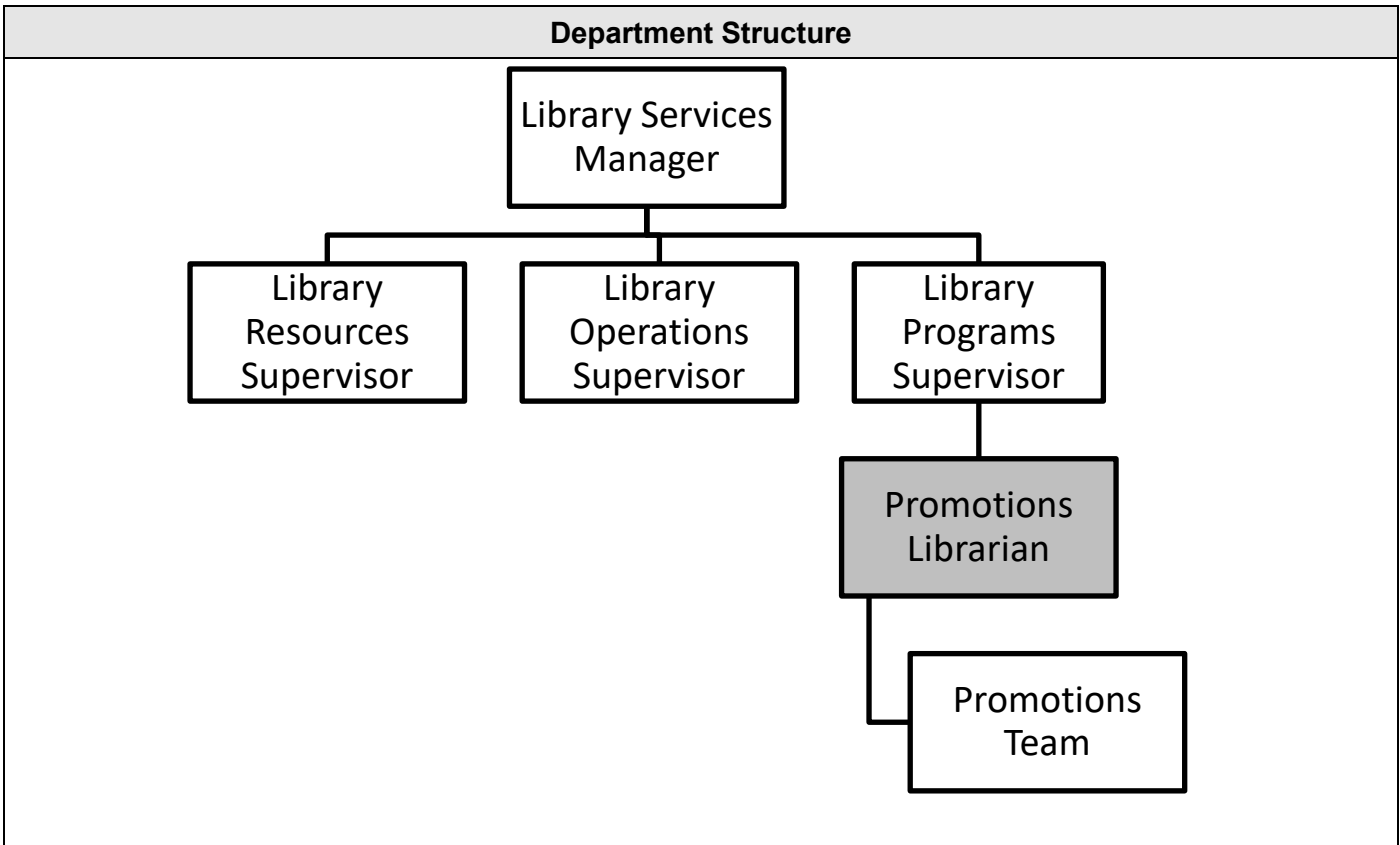 Department Structure
Library Services
Manager
Library
Resources
Supervisor
Library
Operations
Supervisor
Library
Programs
Supervisor
Promotions
Librarian
Promotions
Team